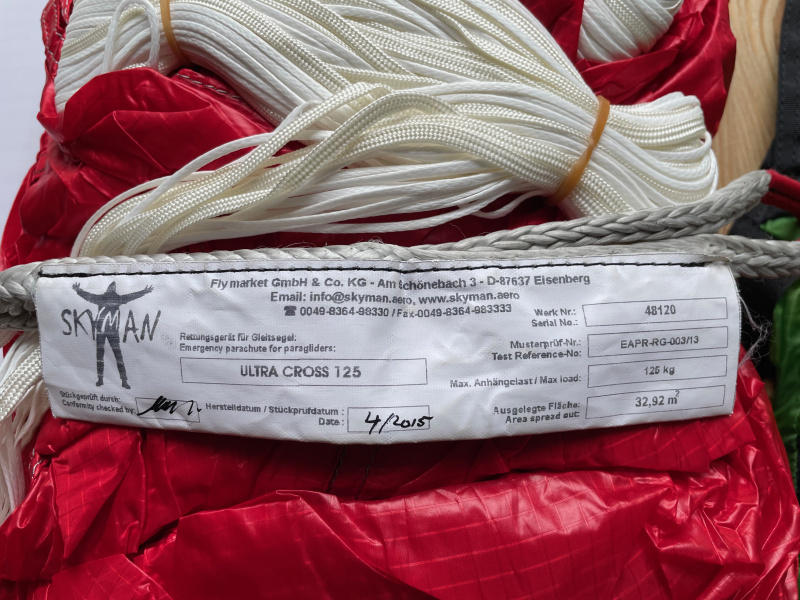 Flymarket GmbH & Co. KG - Am Schönebach 3 - D-87637 Eisenberg
Email: info@skyman.aero, www.skyman.aero
☎ 0049-8364-98330 / Fax-0049-8364-983333
SKYMAN
Rettungsgerät für Gleitsegel:
Emergency parachute for paragliders:
ULTRA CROSS 125
Stückgeprüft durch:
Conformity checked by:
Herstelldatum / Stückprüfdatum :
Date :
4/2015
Werk Nr.:
Serial No.:
48120
Musterprüf-Nr.:
Test Reference-No:
EAPR-RG-003/13
Max. Anhängelast / Max load:
125 kg
Ausgelegte Fläche:
Area spread out:
32,92 m²